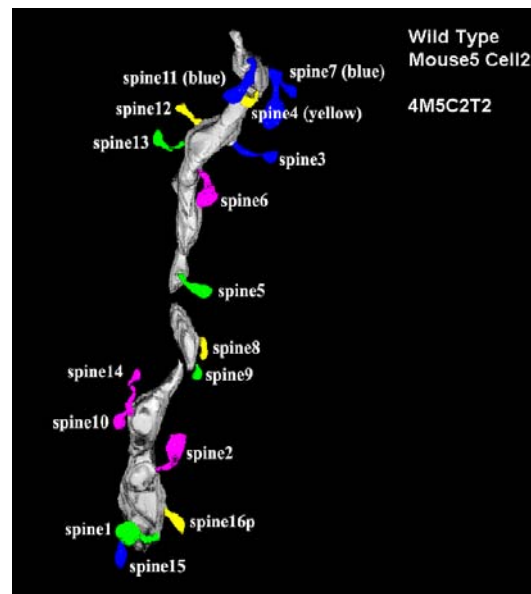 Wild Type
Mouse5 Cell2
4M5C2T2
spine11 (blue)
spine7 (blue)
spine12
spine4 (yellow)
spine13
spine3
spine6
spine5
spine8
spine14
spine9
spine10
spine2
spine16p
spine1
spine15